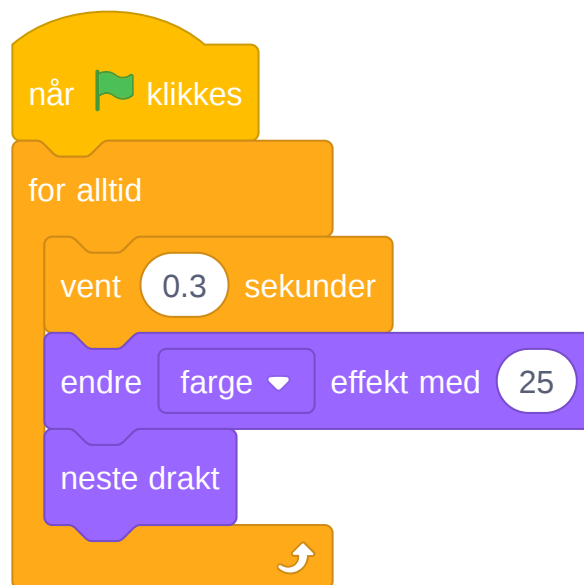 når klikkes
for alltid
vent 0.3 sekunder
endre farge effekt med 25
neste drakt